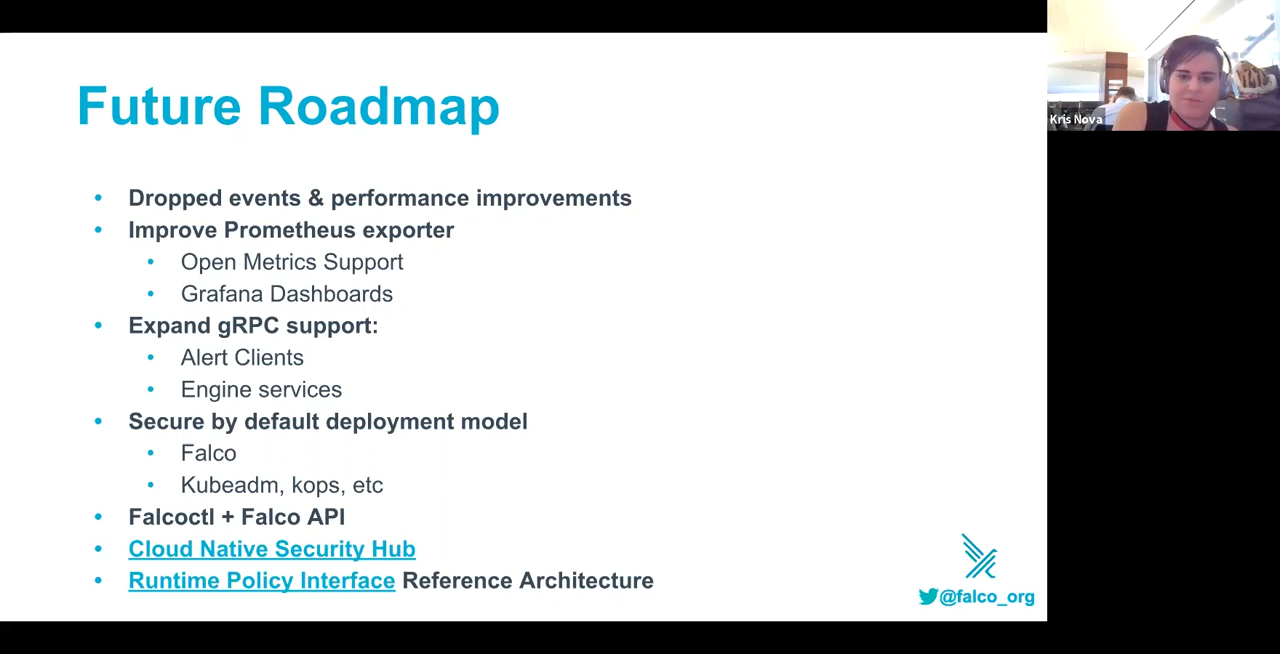 Future Roadmap
Kris Nova
Dropped events & performance improvements
Improve Prometheus exporter
Open Metrics Support
Grafana Dashboards
Expand gRPC support:
Alert Clients
Engine services
Secure by default deployment model
Falco
Kubeadm, kops, etc
Falcoctl + Falco API
Cloud Native Security Hub
Runtime Policy Interface Reference Architecture
@falco_org